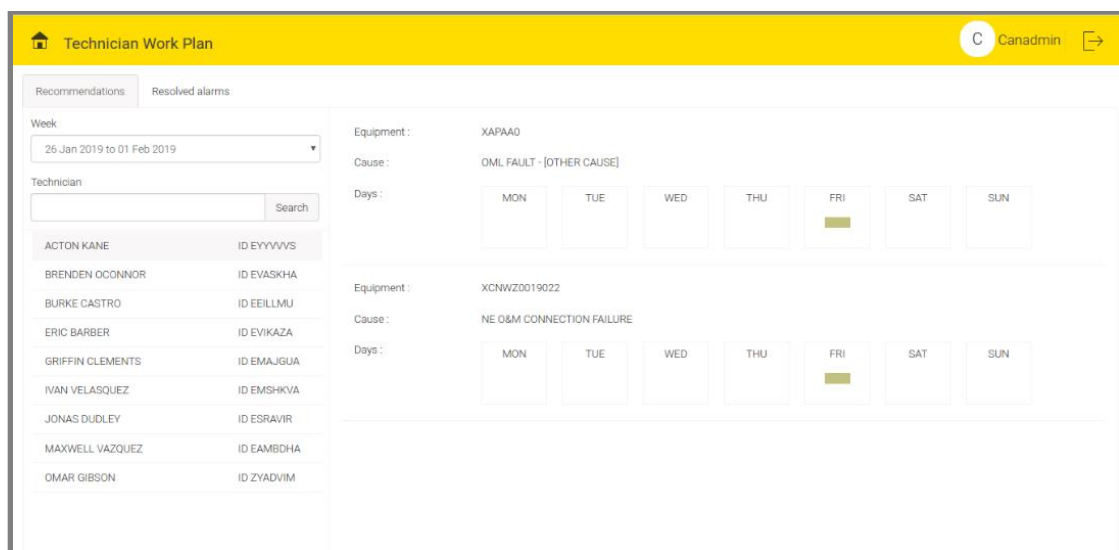 Technician Work Plan
C Canadmin
Recommendations Resolved alarms
Week
26 Jan 2019 to 01 Feb 2019
Technician
Search
ACTON KANE ID EYYVVVS
BRENDEN OCONNOR ID EVASKHA
BURKE CASTRO ID EEILLMU
ERIC BARBER ID EVIKAZA
GRIFFIN CLEMENTS ID EMAJGUA
IVAN VELASQUEZ ID EMSHKVA
JONAS DUDLEY ID ESRAVIR
MAXWELL VAZQUEZ ID EAMBDHA
OMAR GIBSON ID ZYADVIM
Equipment : XAPAA0
Cause : OML FAULT - [OTHER CAUSE]
Days : MON TUE WED THU FRI SAT SUN
Equipment : XCNWZ0019022
Cause : NE O&M CONNECTION FAILURE
Days : MON TUE WED THU FRI SAT SUN